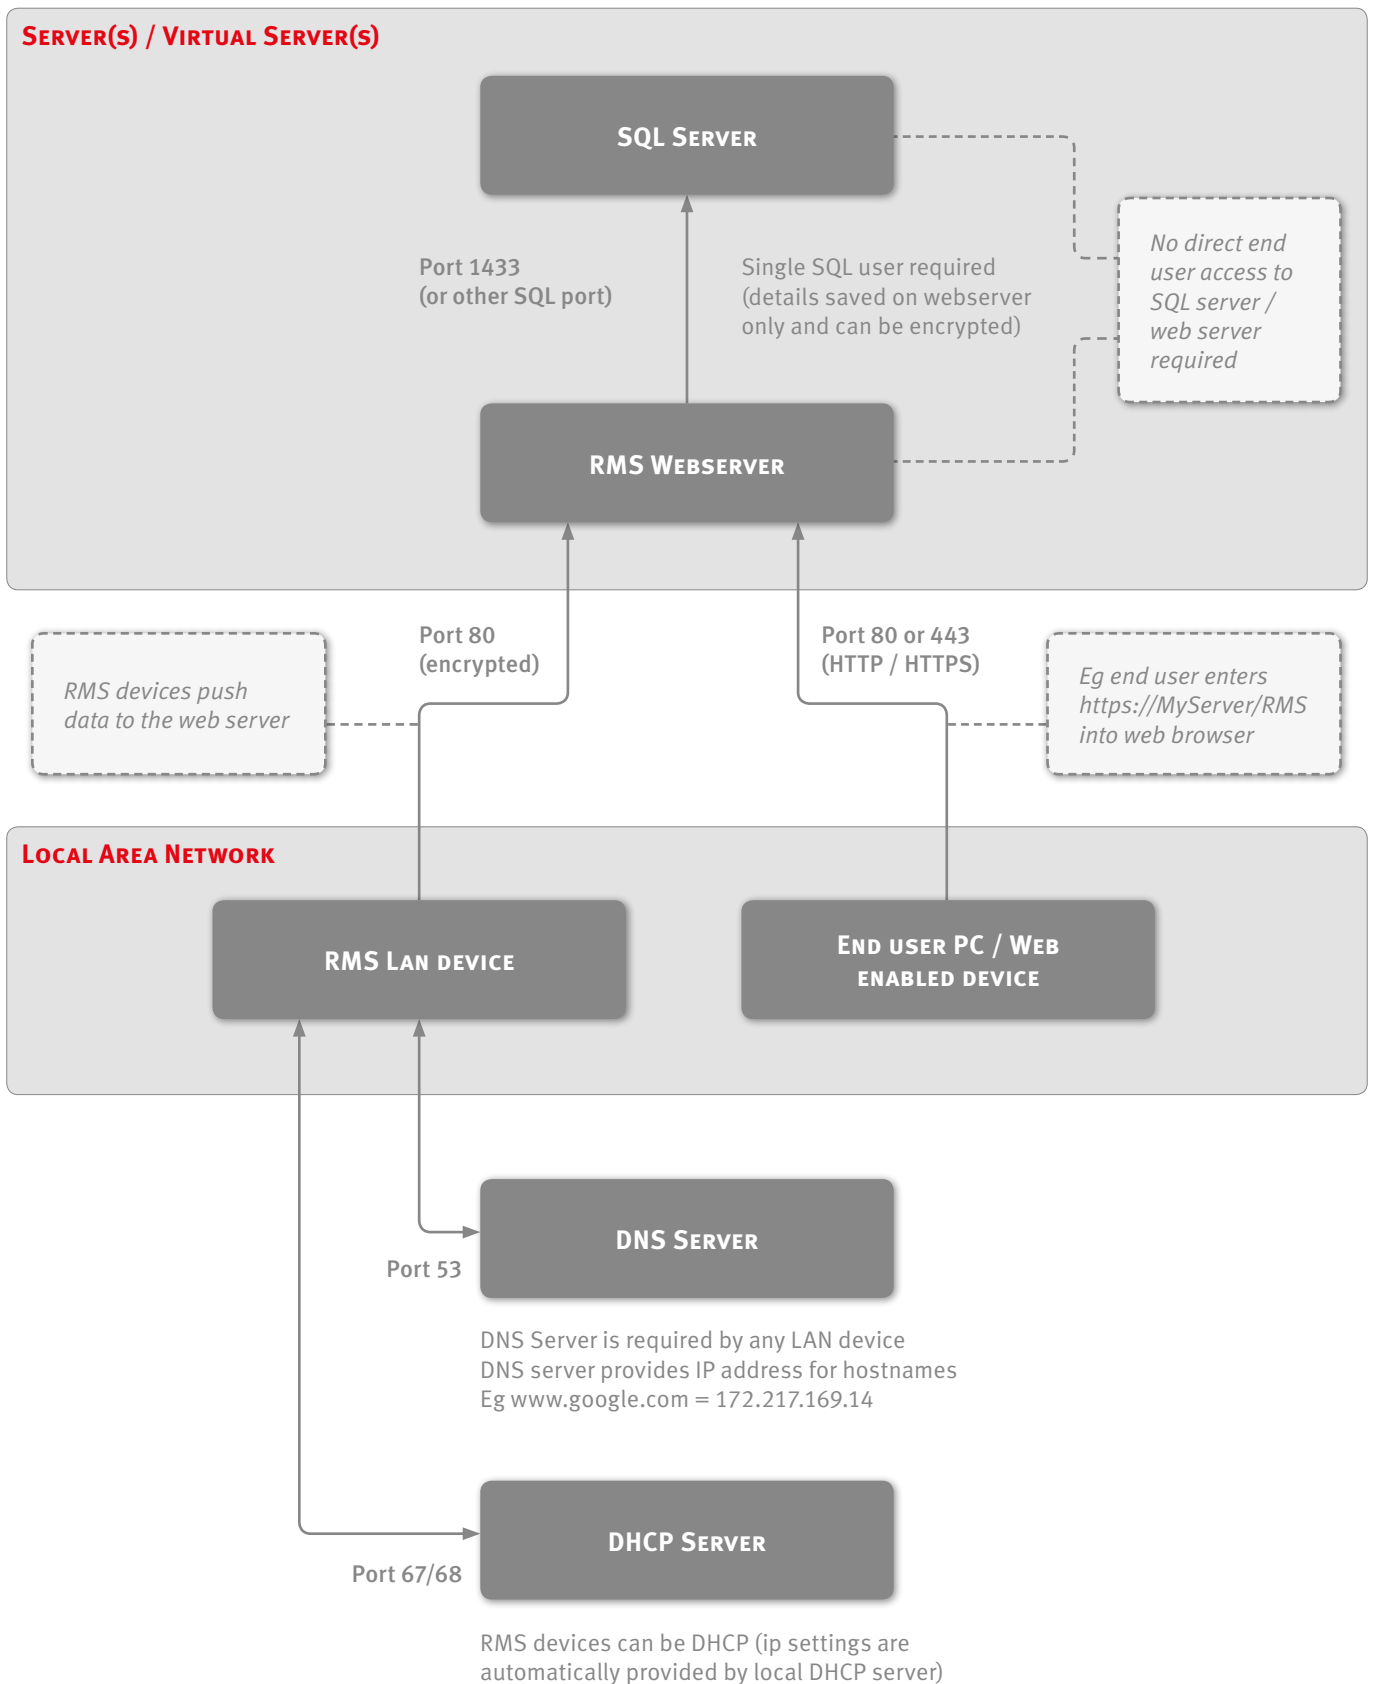 SERVER(S) / VIRTUAL SERVER(S)
SQL SERVER
Port 1433
(or other SQL port)
Single SQL user required
(details saved on webserver
only and can be encrypted)
No direct end
user access to
SQL server /
web server
required
RMS WEBSERVER
RMS devices push
data to the web server
Port 80
(encrypted)
Port 80 or 443
(HTTP / HTTPS)
Eg end user enters
https://MyServer/RMS
into web browser
LOCAL AREA NETWORK
RMS LAN DEVICE
END USER PC / WEB
ENABLED DEVICE
DNS SERVER
Port 53
DNS Server is required by any LAN device
DNS server provides IP address for hostnames
Eg www.google.com = 172.217.169.14
DHCP SERVER
Port 67/68
RMS devices can be DHCP (ip settings are
automatically provided by local DHCP server)